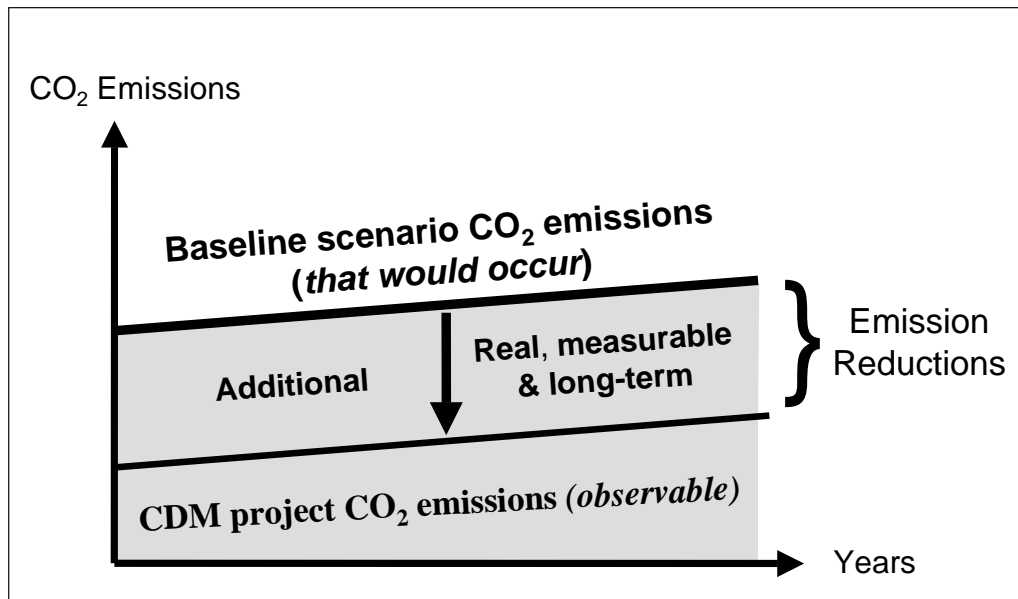 CO₂ Emissions
Baseline scenario CO₂ emissions
(that would occur)
Additional
Real, measurable
& long-term
Emission
Reductions
CDM project CO₂ emissions (observable)
Years